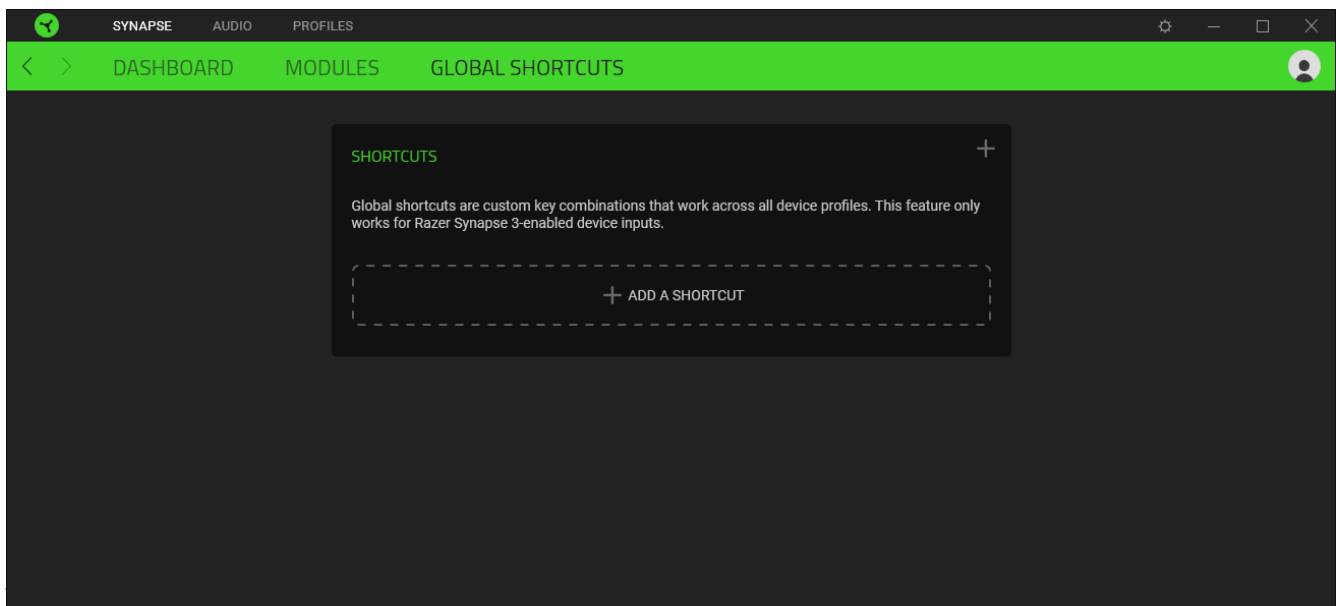 SYNAPSE AUDIO PROFILES
DASHBOARD MODULES GLOBAL SHORTCUTS
SHORTCUTS
Global shortcuts are custom key combinations that work across all device profiles. This feature only
works for Razer Synapse 3-enabled device inputs.
ADD A SHORTCUT